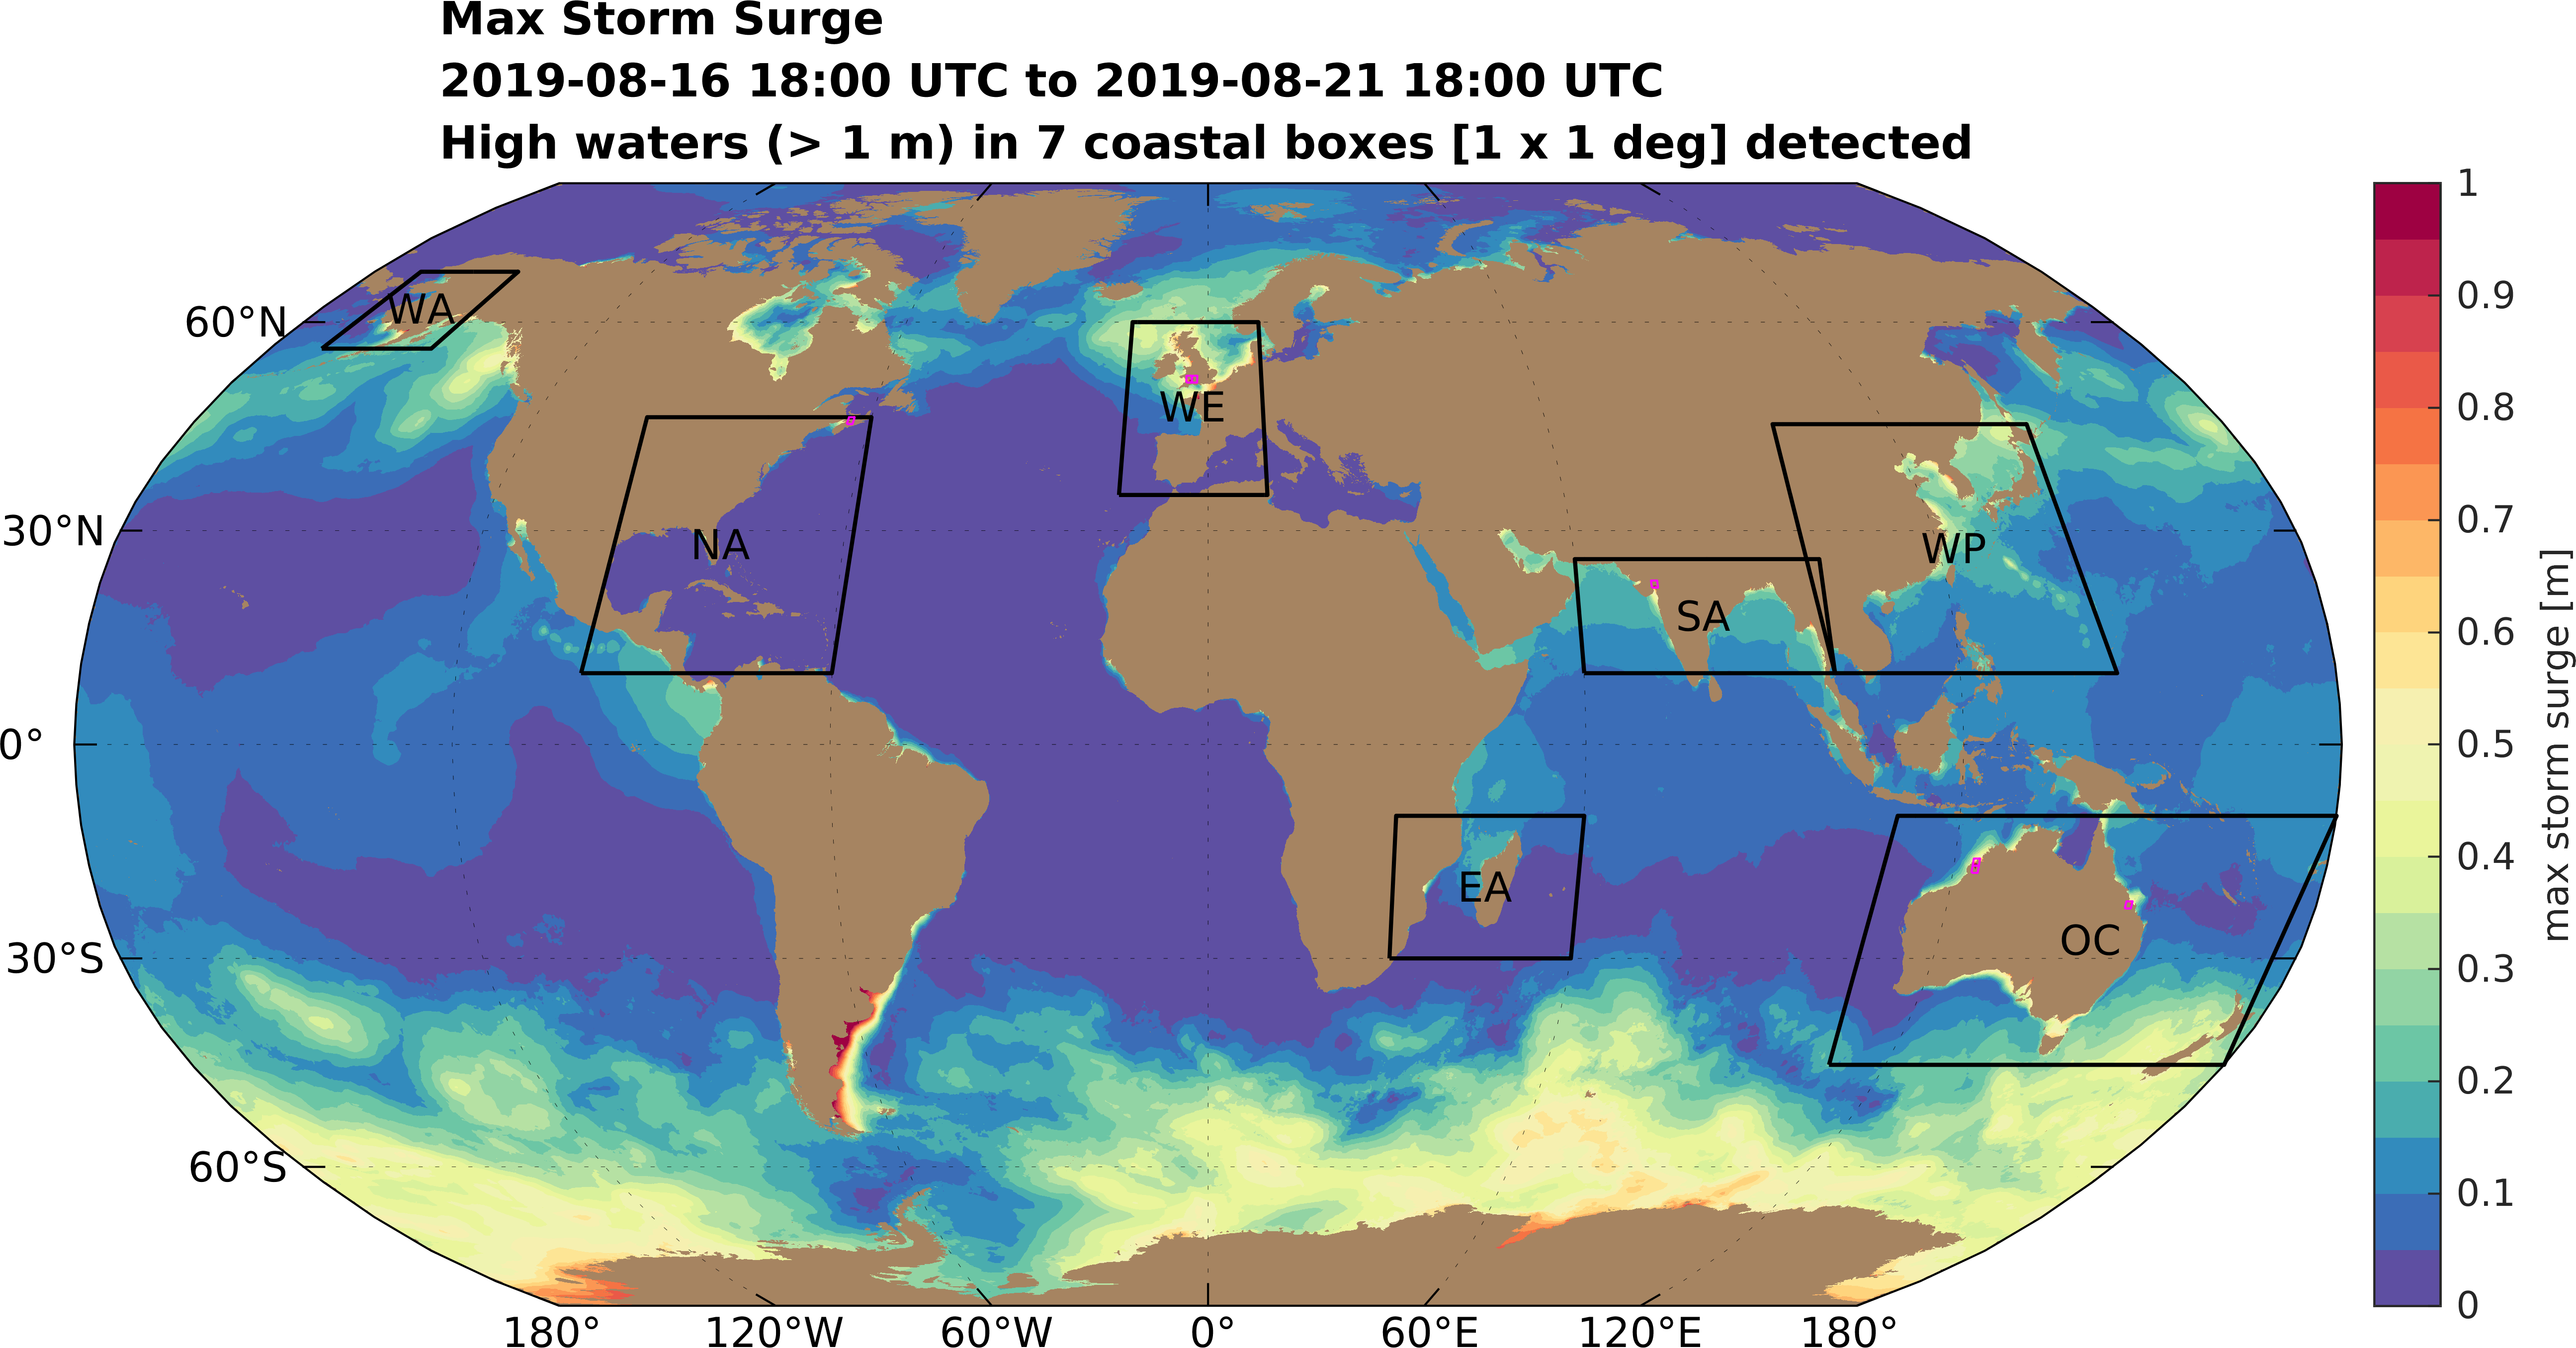 Max Storm Surge
2019-08-16 18:00 UTC to 2019-08-21 18:00 UTC
High waters (> 1 m) in 7 coastal boxes [1 x 1 deg] detected
60°N
30°N
0°
30°S
60°S
WA
NA
WE
SA
WP
EA
OC
180°
120°W
60°W
0°
60°E
120°E
180°
1
0.9
0.8
0.7
0.6
0.5
0.4
0.3
0.2
0.1
0
max storm surge [m]